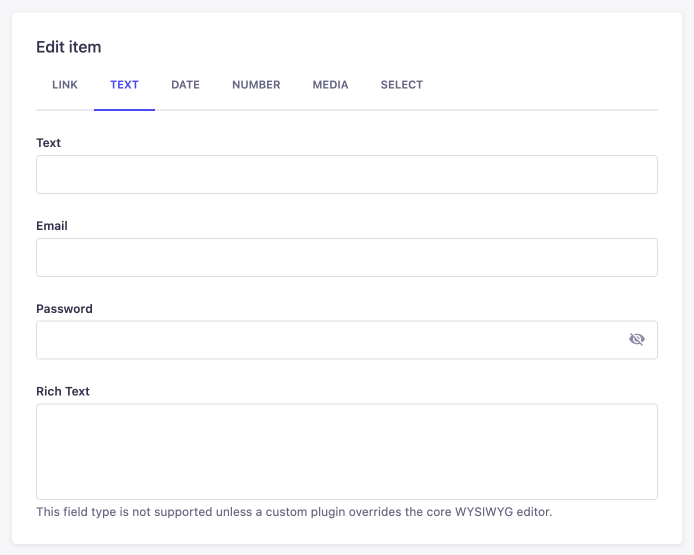 Edit item
LINK TEXT DATE NUMBER MEDIA SELECT
Text
Email
Password
Rich Text
This field type is not supported unless a custom plugin overrides the core WYSIWYG editor.